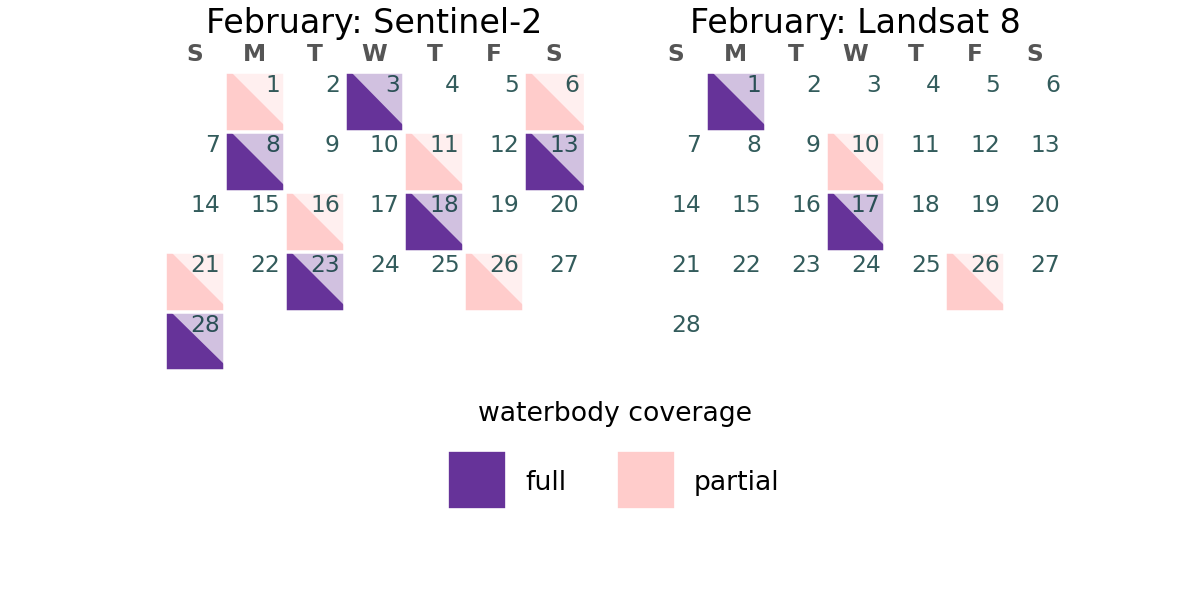 February: Sentinel-2
S M T W T F S
1 2 3 4 5 6
7 8 9 10 11 12 13
14 15 16 17 18 19 20
21 22 23 24 25 26 27
28
February: Landsat 8
S M T W T F S
1 2 3 4 5 6
7 8 9 10 11 12 13
14 15 16 17 18 19 20
21 22 23 24 25 26 27
28
waterbody coverage
full partial